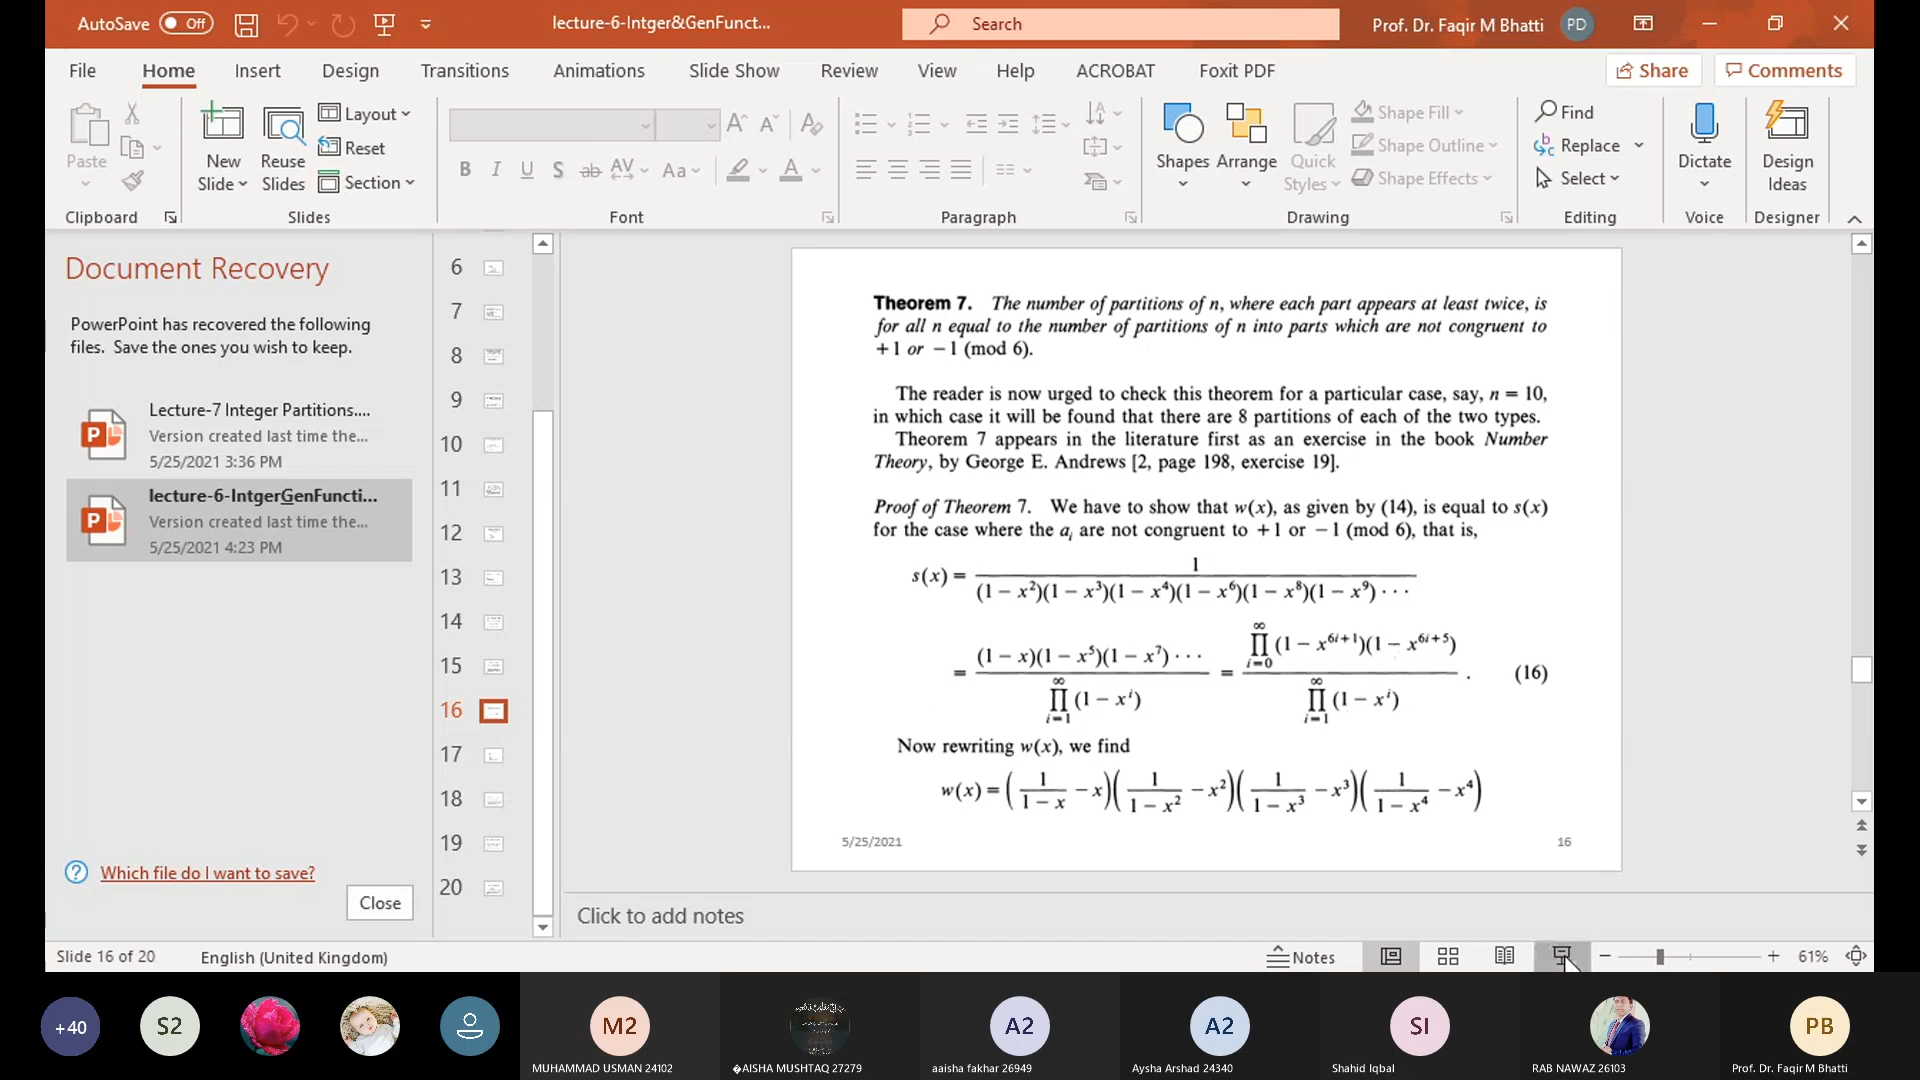 AutoSave Off lecture-6-Intger&GenFunct... Search Prof. Dr. Faqir M Bhatti PD
File Home Insert Design Transitions Animations Slide Show Review View Help ACROBAT Foxit PDF Share Comments
Paste New Slide Reuse Slides Layout Reset Section
B I U S ab AV Aa A
Shapes Arrange Quick Styles Shape Fill Shape Outline Shape Effects
Find Replace Select Dictate Design Ideas
Clipboard Slides Font Paragraph Drawing Editing Voice Designer
Document Recovery
PowerPoint has recovered the following
files. Save the ones you wish to keep.
Lecture-7 Integer Partitions....
Version created last time the...
5/25/2021 3:36 PM
lecture-6-IntgerGenFuncti...
Version created last time the...
5/25/2021 4:23 PM
Which file do I want to save?
Close
6
7
8
9
10
11
12
13
14
15
16
17
18
19
20
Theorem 7. The number of partitions of n, where each part appears at least twice, is
for all n equal to the number of partitions of n into parts which are not congruent to
+1 or −1 (mod 6).
The reader is now urged to check this theorem for a particular case, say, n = 10,
in which case it will be found that there are 8 partitions of each of the two types.
Theorem 7 appears in the literature first as an exercise in the book Number
Theory, by George E. Andrews [2, page 198, exercise 19].
Proof of Theorem 7. We have to show that w(x), as given by (14), is equal to s(x)
for the case where the a_i are not congruent to +1 or −1 (mod 6), that is,
s(x) = 1 / (1 − x²)(1 − x³)(1 − x⁴)(1 − x⁶)(1 − x⁸)(1 − x⁹) · · ·
= (1 − x)(1 − x⁵)(1 − x⁷) · · · / ∏_{i=1}^{∞} (1 − x^i) = ∏_{i=0}^{∞} (1 − x^{6i+1})(1 − x^{6i+5}) / ∏_{i=1}^{∞} (1 − x^i) . (16)
Now rewriting w(x), we find
w(x) = (1/(1 − x) − x)(1/(1 − x²) − x²)(1/(1 − x³) − x³)(1/(1 − x⁴) − x⁴)
5/25/2021 16
Click to add notes
Slide 16 of 20 English (United Kingdom) Notes 61%
+40 S2 M2 A2 A2 SI PB
MUHAMMAD USMAN 24102 �AISHA MUSHTAQ 27279 aaisha fakhar 26949 Aysha Arshad 24340 Shahid Iqbal RAB NAWAZ 26103 Prof. Dr. Faqir M Bhatti